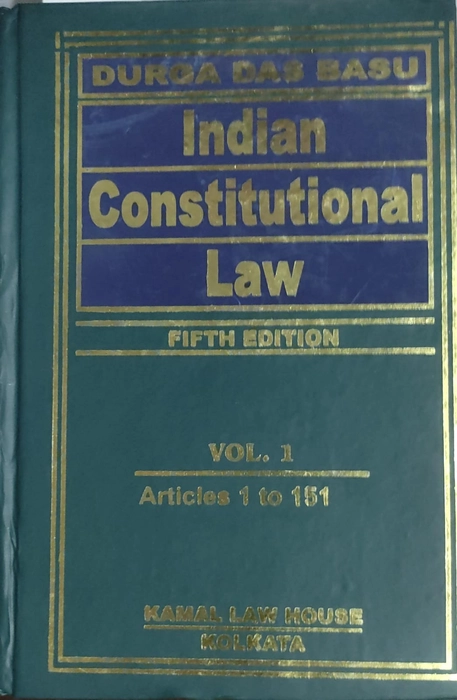 DURGA DAS BASU
Indian
Constitutional
Law
FIFTH EDITION
VOL. 1
Articles 1 to 151
KAMAL LAW HOUSE
KOLKATA